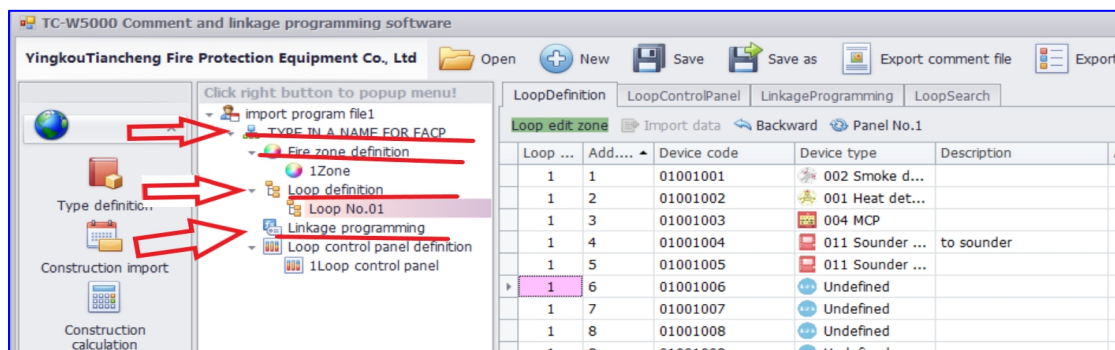 TC-W5000 Comment and linkage programming software
YingkouTiancheng Fire Protection Equipment Co., Ltd Open New Save Save as Export comment file Export
Click right button to popup menu!
import program file1
TYPE IN A NAME FOR FACP
Fire zone definition
1Zone
Loop definition
Loop No.01
Linkage programming
Loop control panel definition
1Loop control panel
Type definition
Construction import
Construction
calculation
LoopDefinition LoopControlPanel LinkageProgramming LoopSearch
Loop edit zone Import data Backward Panel No.1
Loop ... Add.... Device code Device type Description
1 1 01001001 002 Smoke d...
1 2 01001002 001 Heat det...
1 3 01001003 004 MCP
1 4 01001004 011 Sounder ... to sounder
1 5 01001005 011 Sounder ...
1 6 01001006 Undefined
1 7 01001007 Undefined
1 8 01001008 Undefined